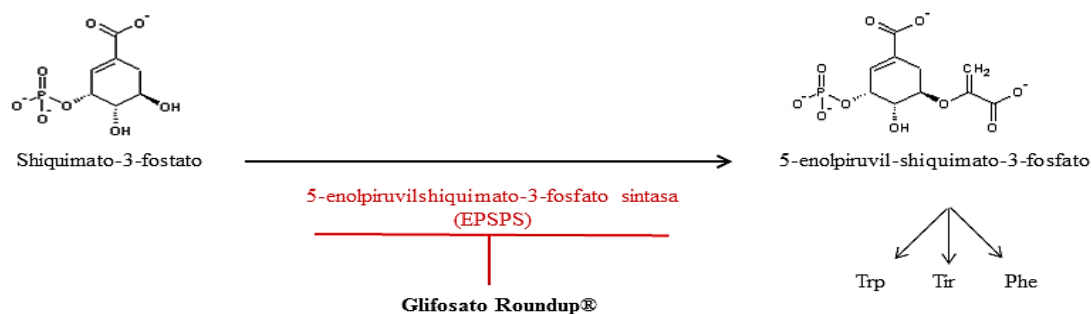 Shiquimato-3-fostato
5-enolpiruvil-shiquimato-3-fosfato
5-enolpiruvilshiquimato-3-fosfato sintasa
(EPSPS)
Glifosato Roundup®
Trp Tir Phe
O O⁻
O O⁻ P O⁻ O
OH
OH
O O⁻
O O⁻ P O⁻ O
OH
O
CH₂
O⁻
O